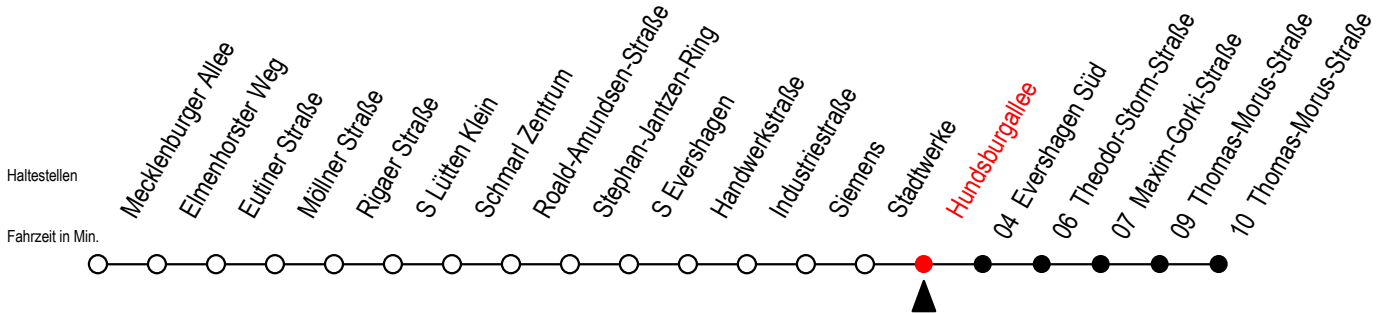 Haltestellen
Fahrzeit in Min.
Mecklenburger Allee
Elmenhorster Weg
Eutiner Straße
Möllner Straße
Rigaer Straße
S Lütten Klein
Schmarl Zentrum
Roald-Amundsen-Straße
Stephan-Jantzen-Ring
S Evershagen
Handwerkstraße
Industriestraße
Siemens
Stadtwerke
Hundsburgallee
04 Evershagen Süd
06 Theodor-Storm-Straße
07 Maxim-Gorki-Straße
09 Thomas-Morus-Straße
10 Thomas-Morus-Straße